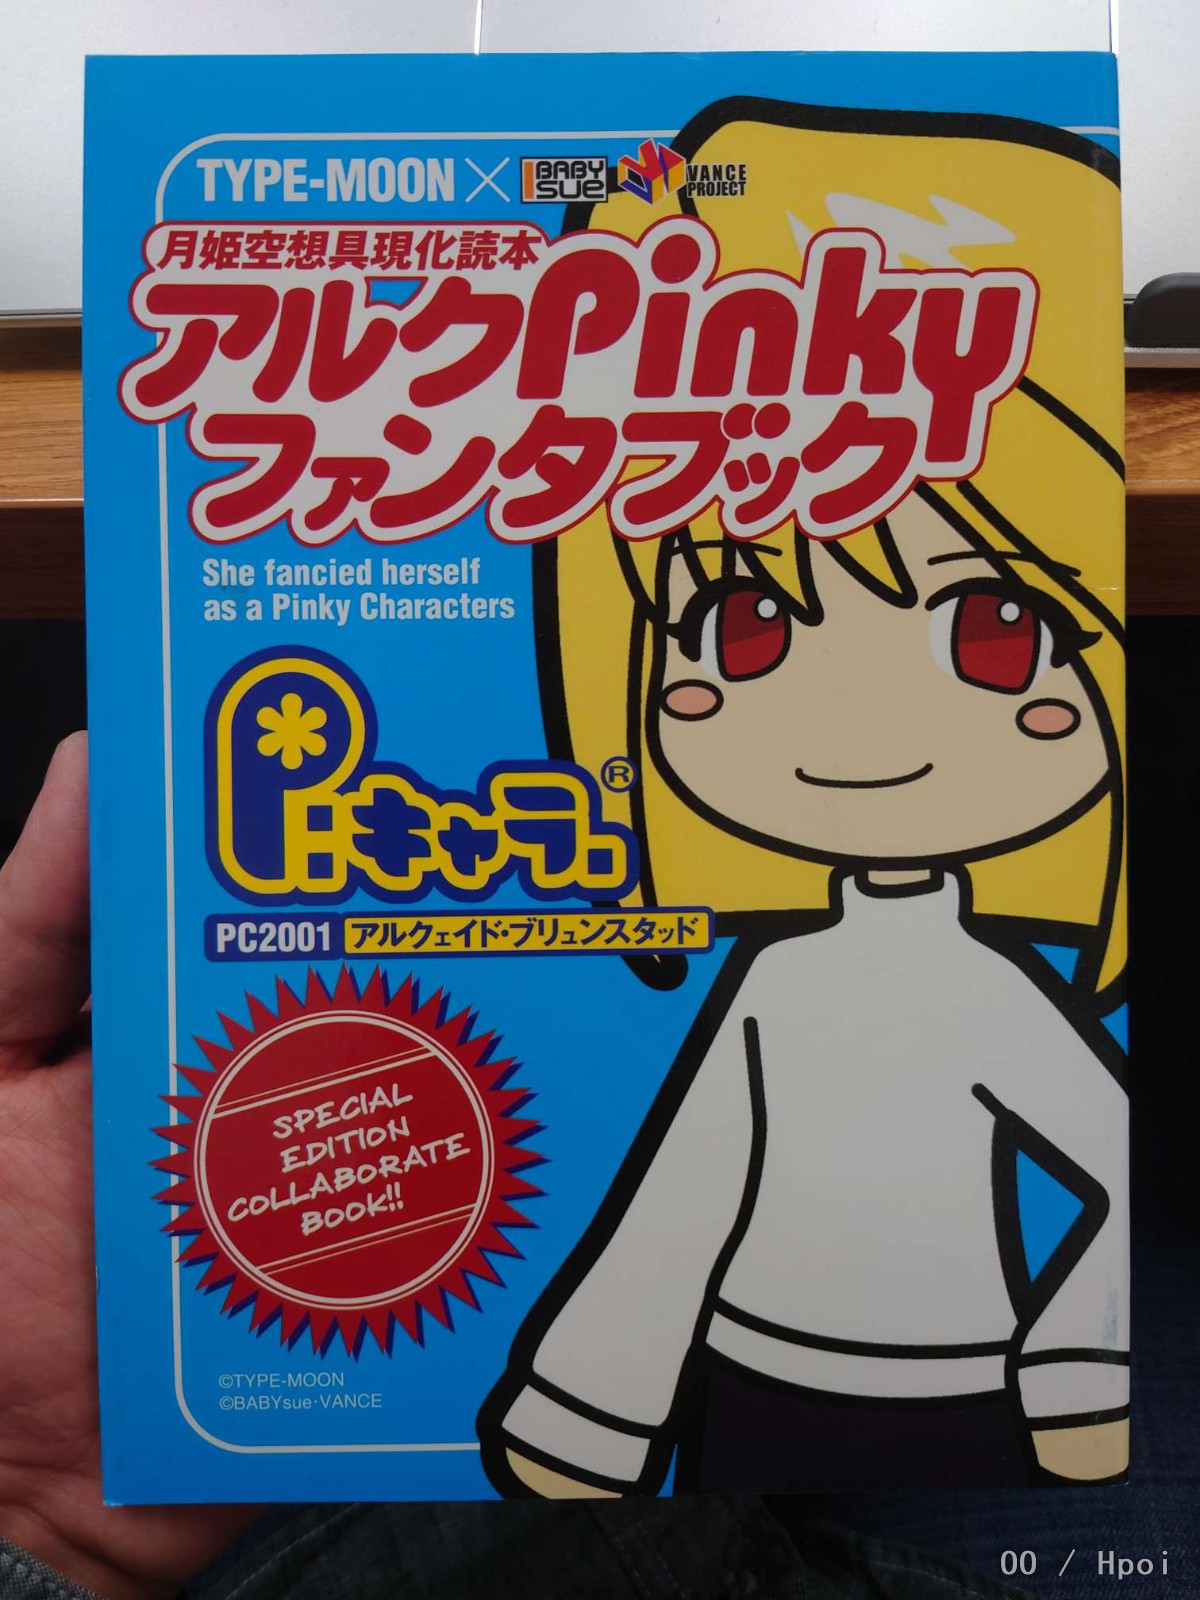 TYPE-MOON × BABY SUE VANCE PROJECT
月姫空想具現化読本
アルクPinky
ファンタブック
She fancied herself
as a Pinky Characters
P:キャラ。®
PC2001 アルクェイド・ブリュンスタッド
SPECIAL
EDITION
COLLABORATE
BOOK!!
©TYPE-MOON
©BABYsue·VANCE
00 / Hpoi